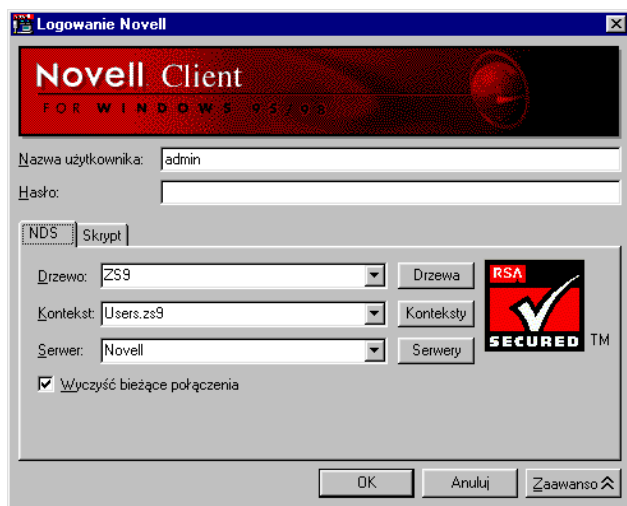 Logowanie Novell
Novell Client
FOR WINDOWS 95/98
Nazwa użytkownika: admin
Hasło:
NDS Skrypt
Drzewo: ZS9 Drzewa
Kontekst: Users.zs9 Konteksty
Serwer: Novell Serwery
RSA
SECURED TM
Wyczyść bieżące połączenia
OK Anuluj Zaawanso